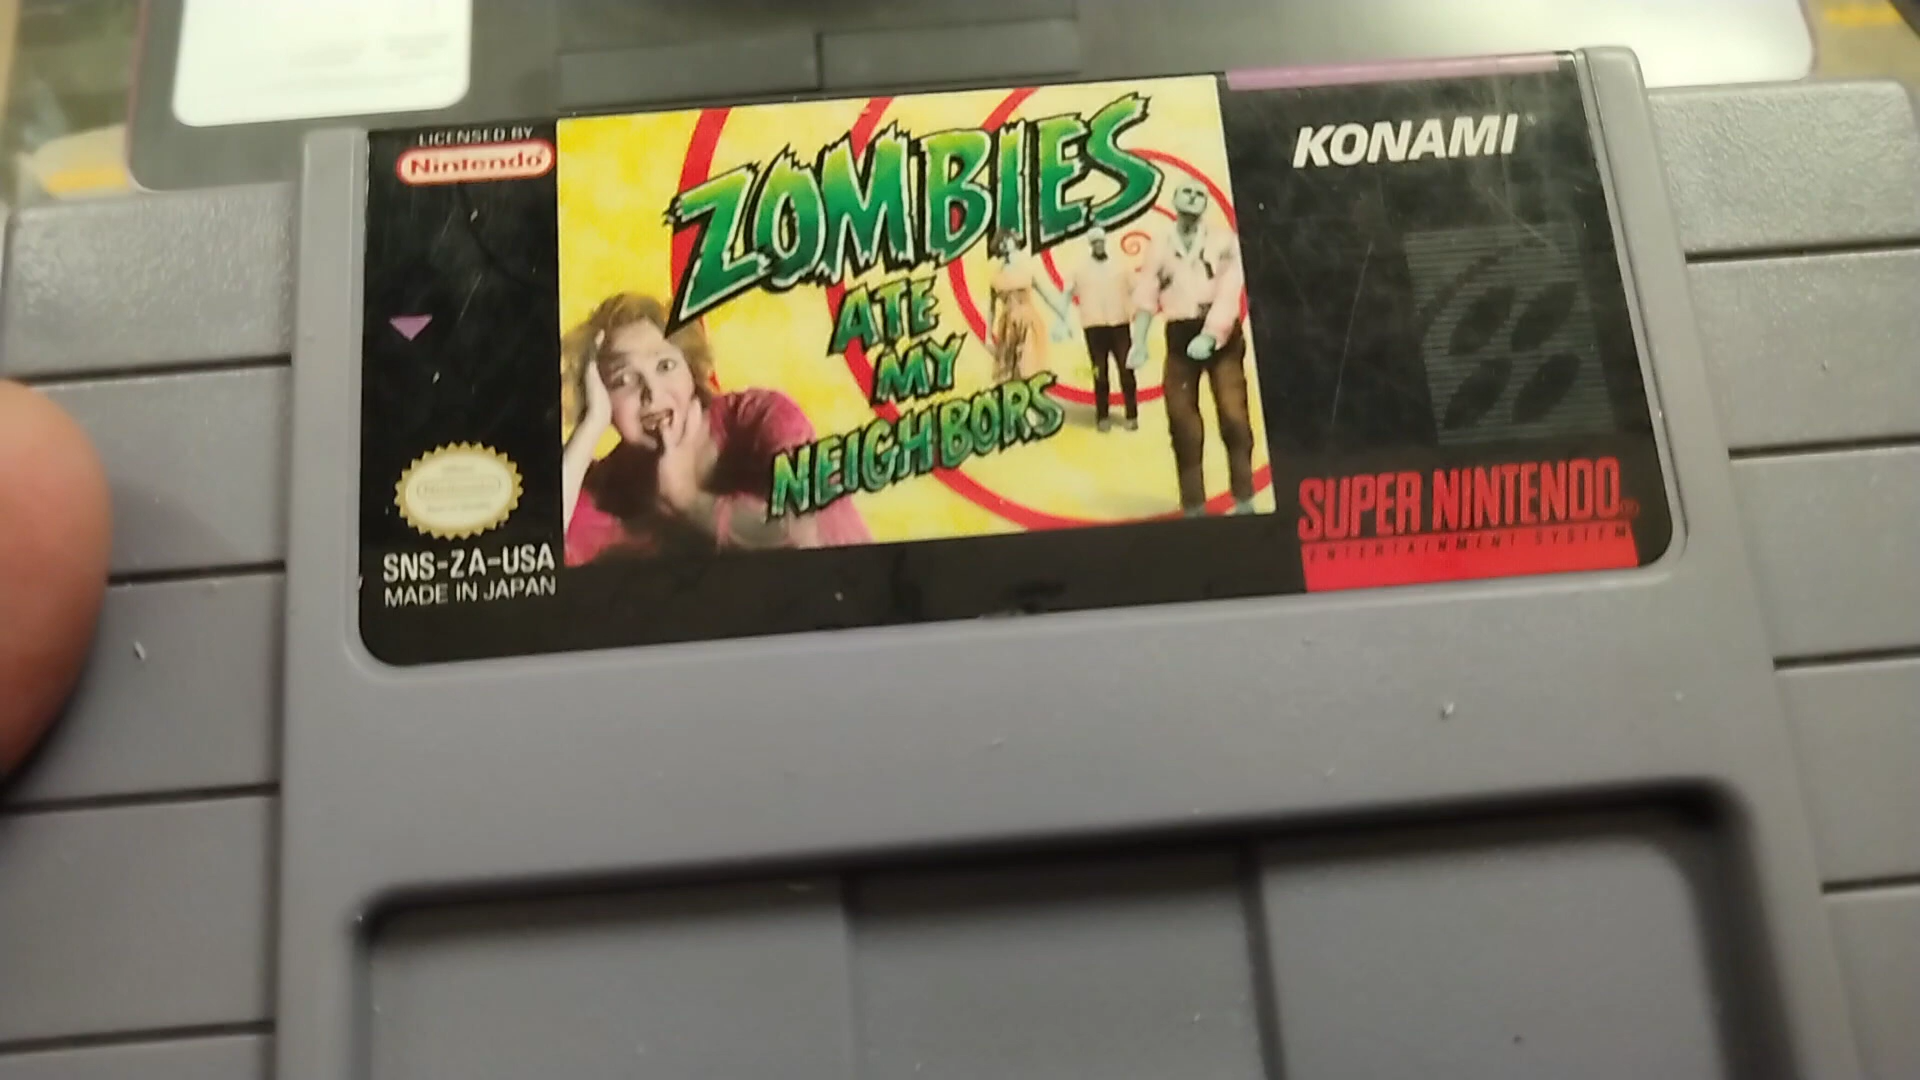 LICENSED BY
Nintendo
ZOMBIES
ATE
MY
NEIGHBORS
KONAMI
SUPER NINTENDO
ENTERTAINMENT SYSTEM
SNS-ZA-USA
MADE IN JAPAN